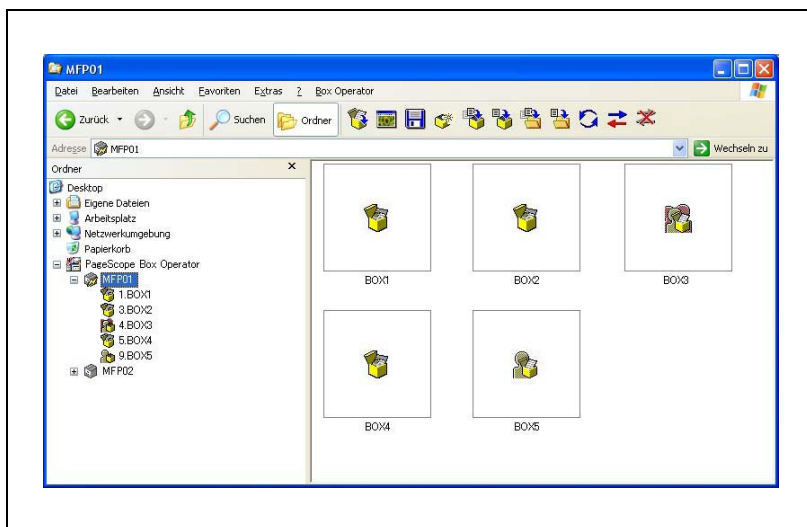 MFP01
Datei Bearbeiten Ansicht Favoriten Extras ? Box Operator
Zurück Suchen Ordner
Adresse MFP01 Wechseln zu
Ordner x
Desktop
Eigene Dateien
Arbeitsplatz
Netzwerkumgebung
Papierkorb
PageScope Box Operator
MFP01
1.BOX1
3.BOX2
4.BOX3
5.BOX4
9.BOX5
MFP02
BOX1 BOX2 BOX3
BOX4 BOX5